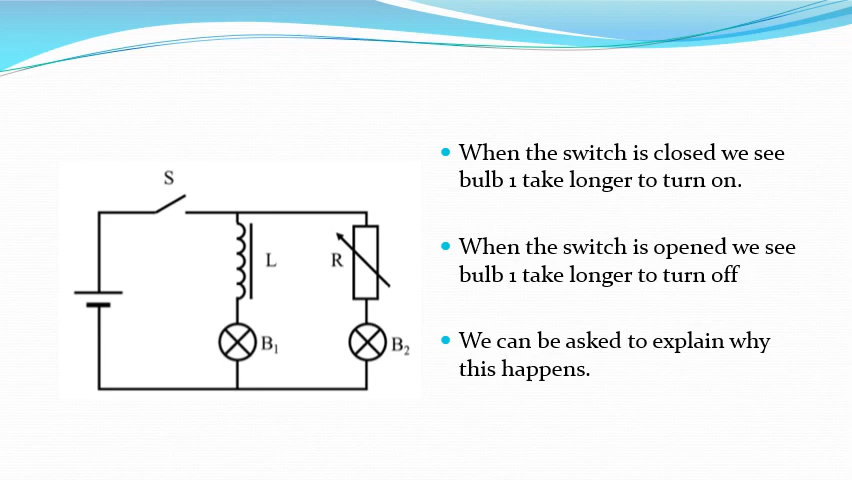 S
L
R
B₁
B₂
• When the switch is closed we see
bulb 1 take longer to turn on.
• When the switch is opened we see
bulb 1 take longer to turn off
• We can be asked to explain why
this happens.